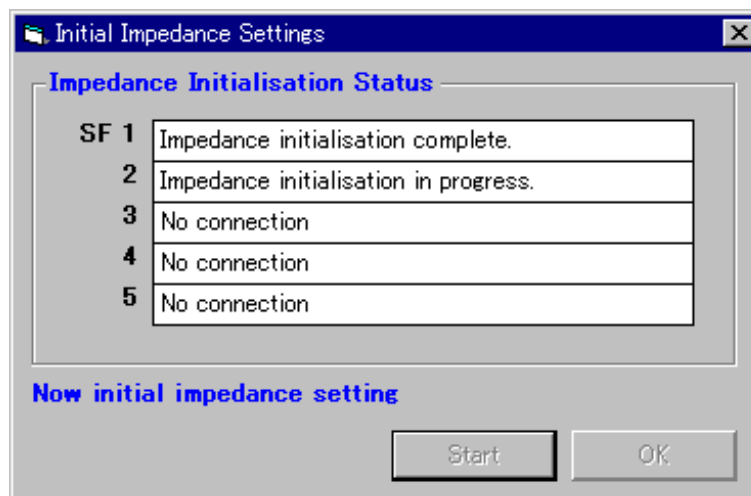 Initial Impedance Settings
Impedance Initialisation Status
SF 1 Impedance initialisation complete.
2 Impedance initialisation in progress.
3 No connection
4 No connection
5 No connection
Now initial impedance setting
Start OK